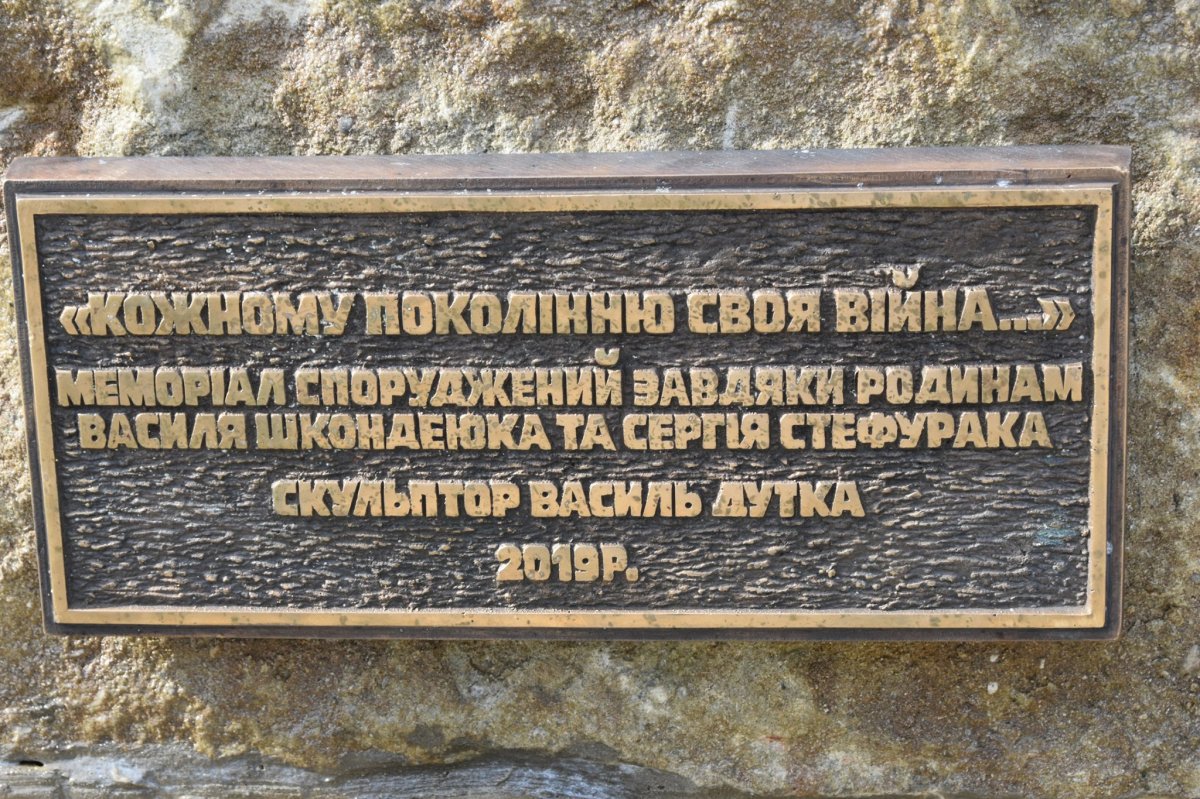 «КОЖНОМУ ПОКОЛІННЮ СВОЯ ВІЙНА...»
МЕМОРІАЛ СПОРУДЖЕНИЙ ЗАВДЯКИ РОДИНАМ
ВАСИЛЯ ШКОНДЕЮКА ТА СЕРГІЯ СТЕФУРАКА
СКУЛЬПТОР ВАСИЛЬ ДУТКА
2019Р.